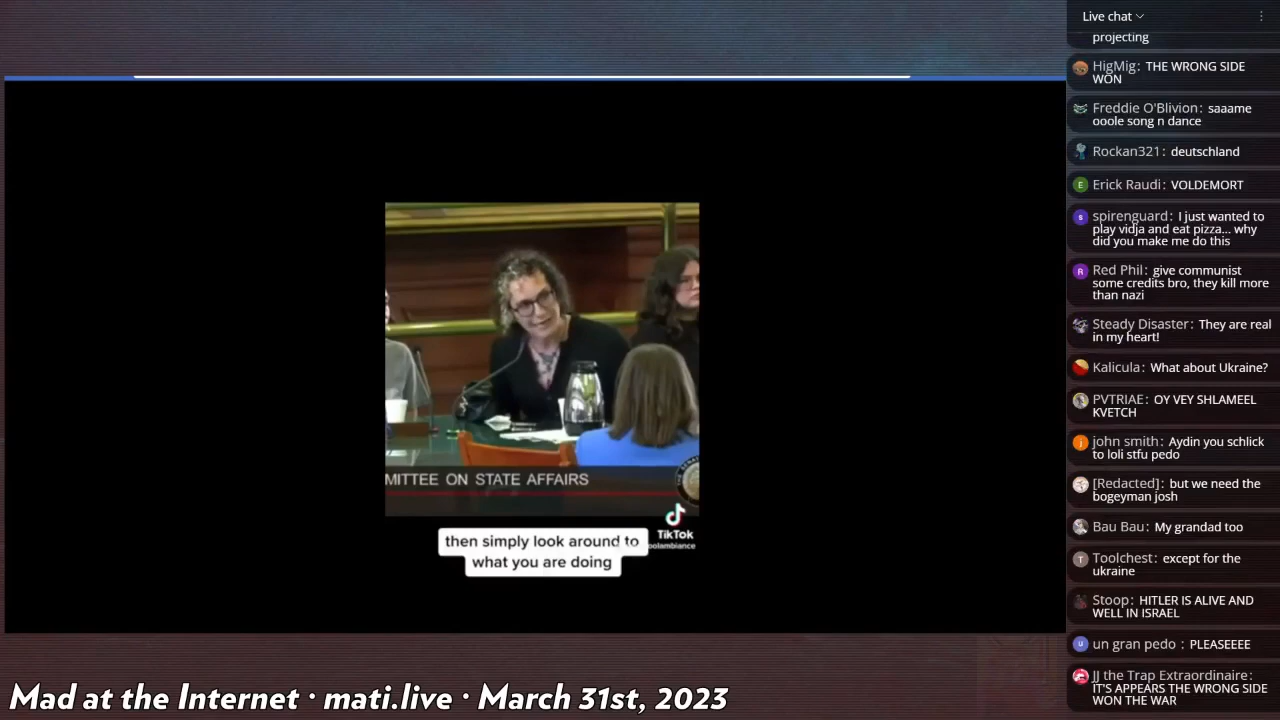 MITTEE ON STATE AFFAIRS
TikTok
oolambiance
then simply look around to
what you are doing
Mad at the Internet · mati.live · March 31st, 2023
Live chat
projecting
HigMig: THE WRONG SIDE
WON
Freddie O'Blivion: saaame
ooole song n dance
Rockan321: deutschland
E
Erick Raudi: VOLDEMORT
s
spirenguard: I just wanted to
play vidja and eat pizza... why
did you make me do this
R
Red Phil: give communist
some credits bro, they kill more
than nazi
Steady Disaster: They are real
in my heart!
Kalicula: What about Ukraine?
PVTRIAE: OY VEY SHLAMEEL
KVETCH
j
john smith: Aydin you schlick
to loli stfu pedo
[Redacted]: but we need the
bogeyman josh
Bau Bau: My grandad too
T
Toolchest: except for the
ukraine
Stoop: HITLER IS ALIVE AND
WELL IN ISRAEL
u
un gran pedo : PLEASEEEE
JJ the Trap Extraordinaire:
IT'S APPEARS THE WRONG SIDE
WON THE WAR